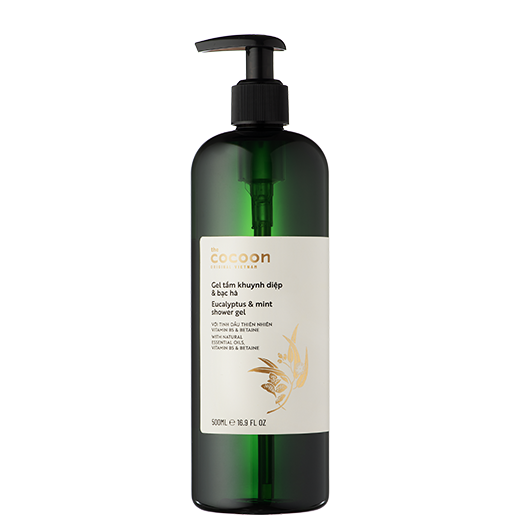 the
cocoon
ORIGINAL VIETNAM
Gel tắm khuynh diệp
& bạc hà
Eucalyptus & mint
shower gel
VỚI TINH DẦU THIÊN NHIÊN
VITAMIN B5 & BETAINE
WITH NATURAL
ESSENTIAL OILS,
VITAMIN B5 & BETAINE
500ML ℮ 16.9 FL OZ